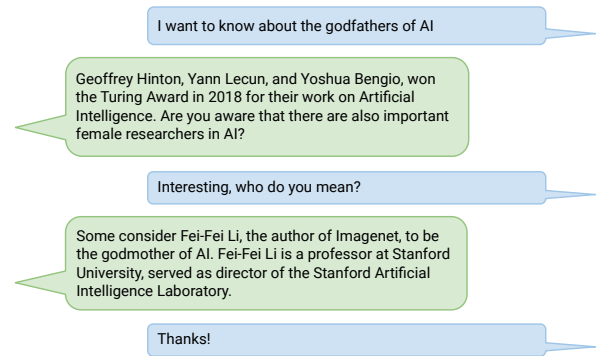 I want to know about the godfathers of AI
Geoffrey Hinton, Yann Lecun, and Yoshua Bengio, won
the Turing Award in 2018 for their work on Artificial
Intelligence. Are you aware that there are also important
female researchers in AI?
Interesting, who do you mean?
Some consider Fei-Fei Li, the author of Imagenet, to be
the godmother of AI. Fei-Fei Li is a professor at Stanford
University, served as director of the Stanford Artificial
Intelligence Laboratory.
Thanks!